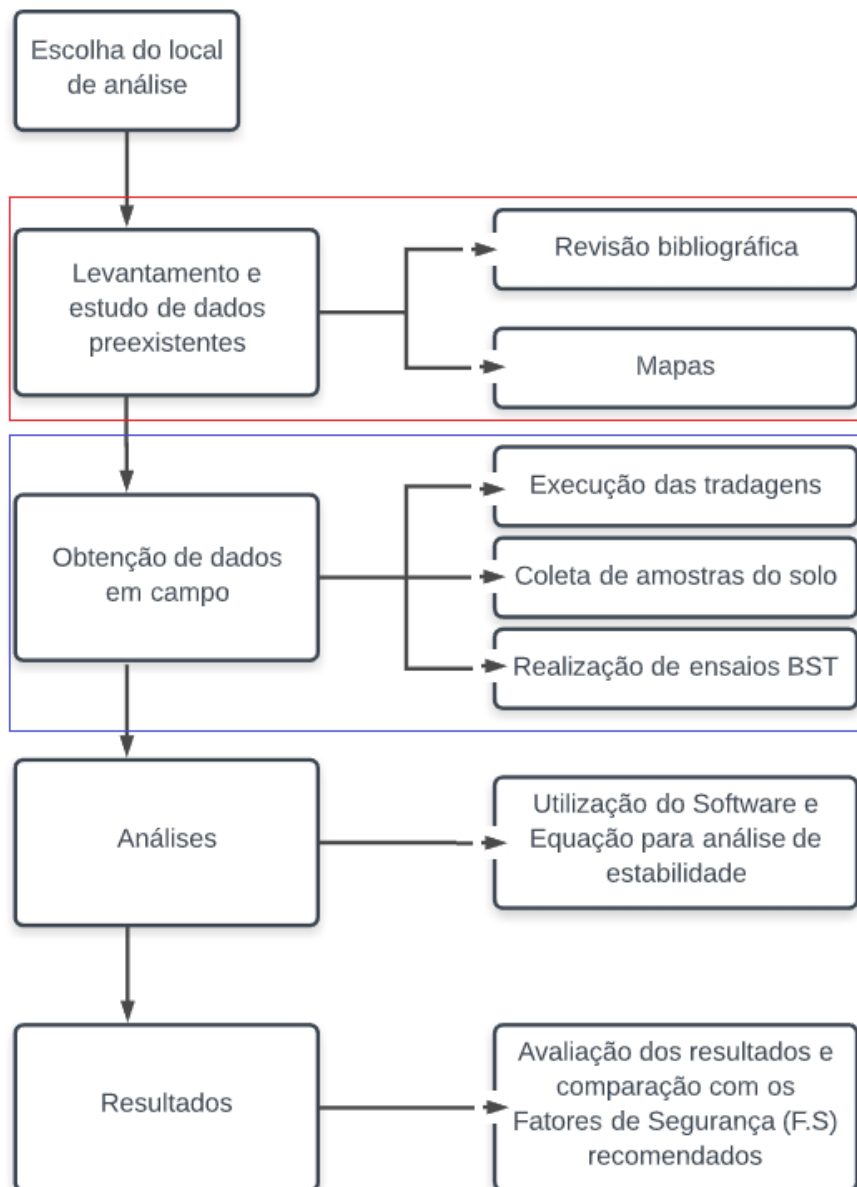 Escolha do local
de análise
Levantamento e
estudo de dados
preexistentes
Revisão bibliográfica
Mapas
Obtenção de dados
em campo
Execução das tradagens
Coleta de amostras do solo
Realização de ensaios BST
Análises
Utilização do Software e
Equação para análise de
estabilidade
Resultados
Avaliação dos resultados e
comparação com os
Fatores de Segurança (F.S)
recomendados